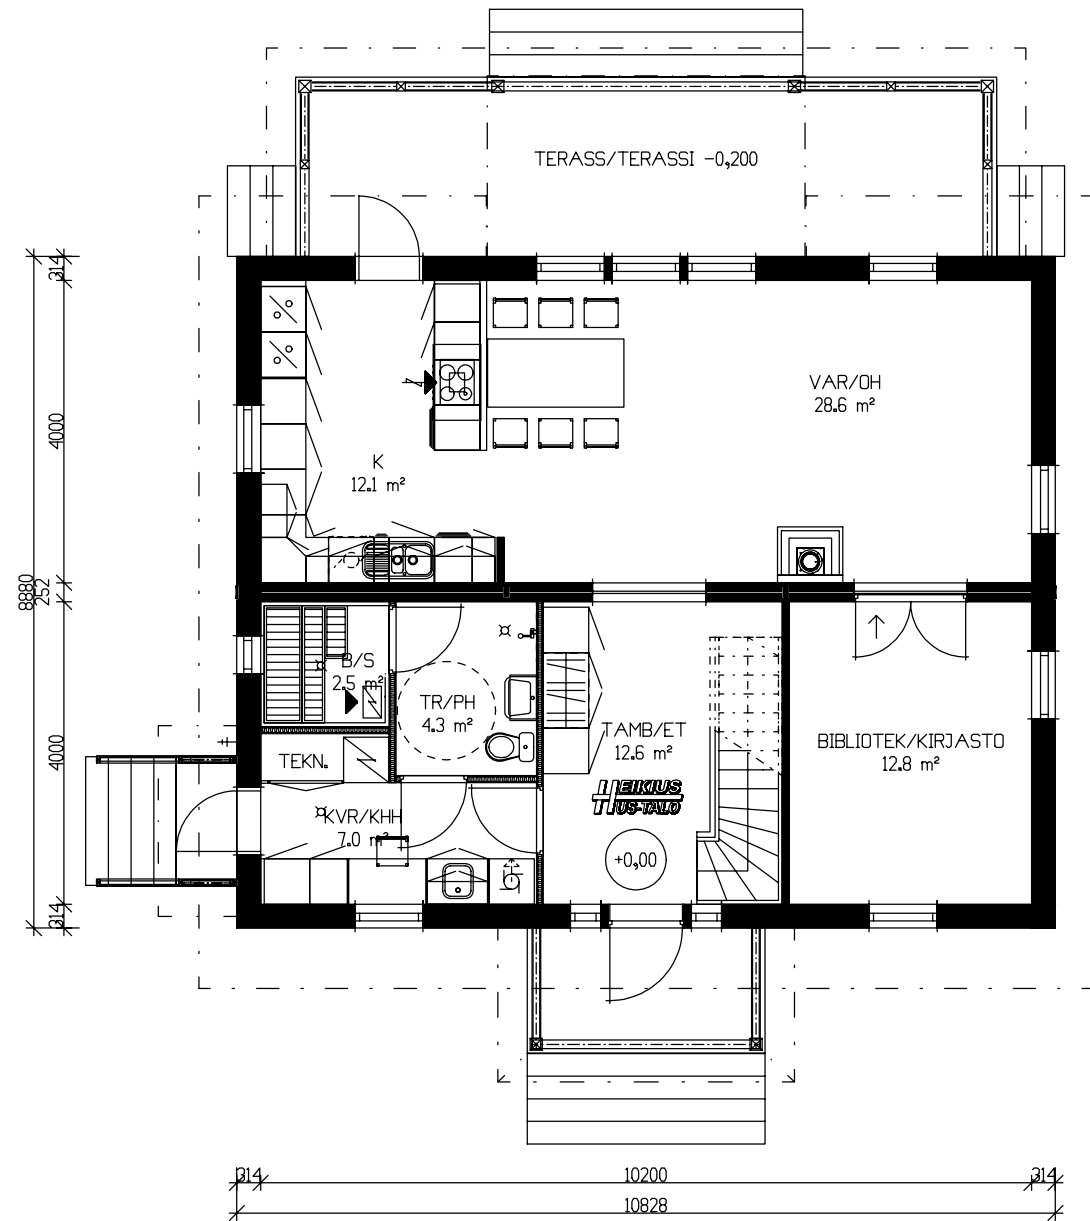 TERASS/TERASSI -0,200
VAR/OH
28.6 m²
K
12.1 m²
B/S
2.5 m²
TR/PH
4.3 m²
TAMB/ET
12.6 m²
BIBLIOTEK/KIRJASTO
12.8 m²
TEKN.
KVR/KHH
7.0 m²
HEIKIUS
HUS-TALO
+0,00
314
4000
252
8880
4000
314
314
10200
314
10828